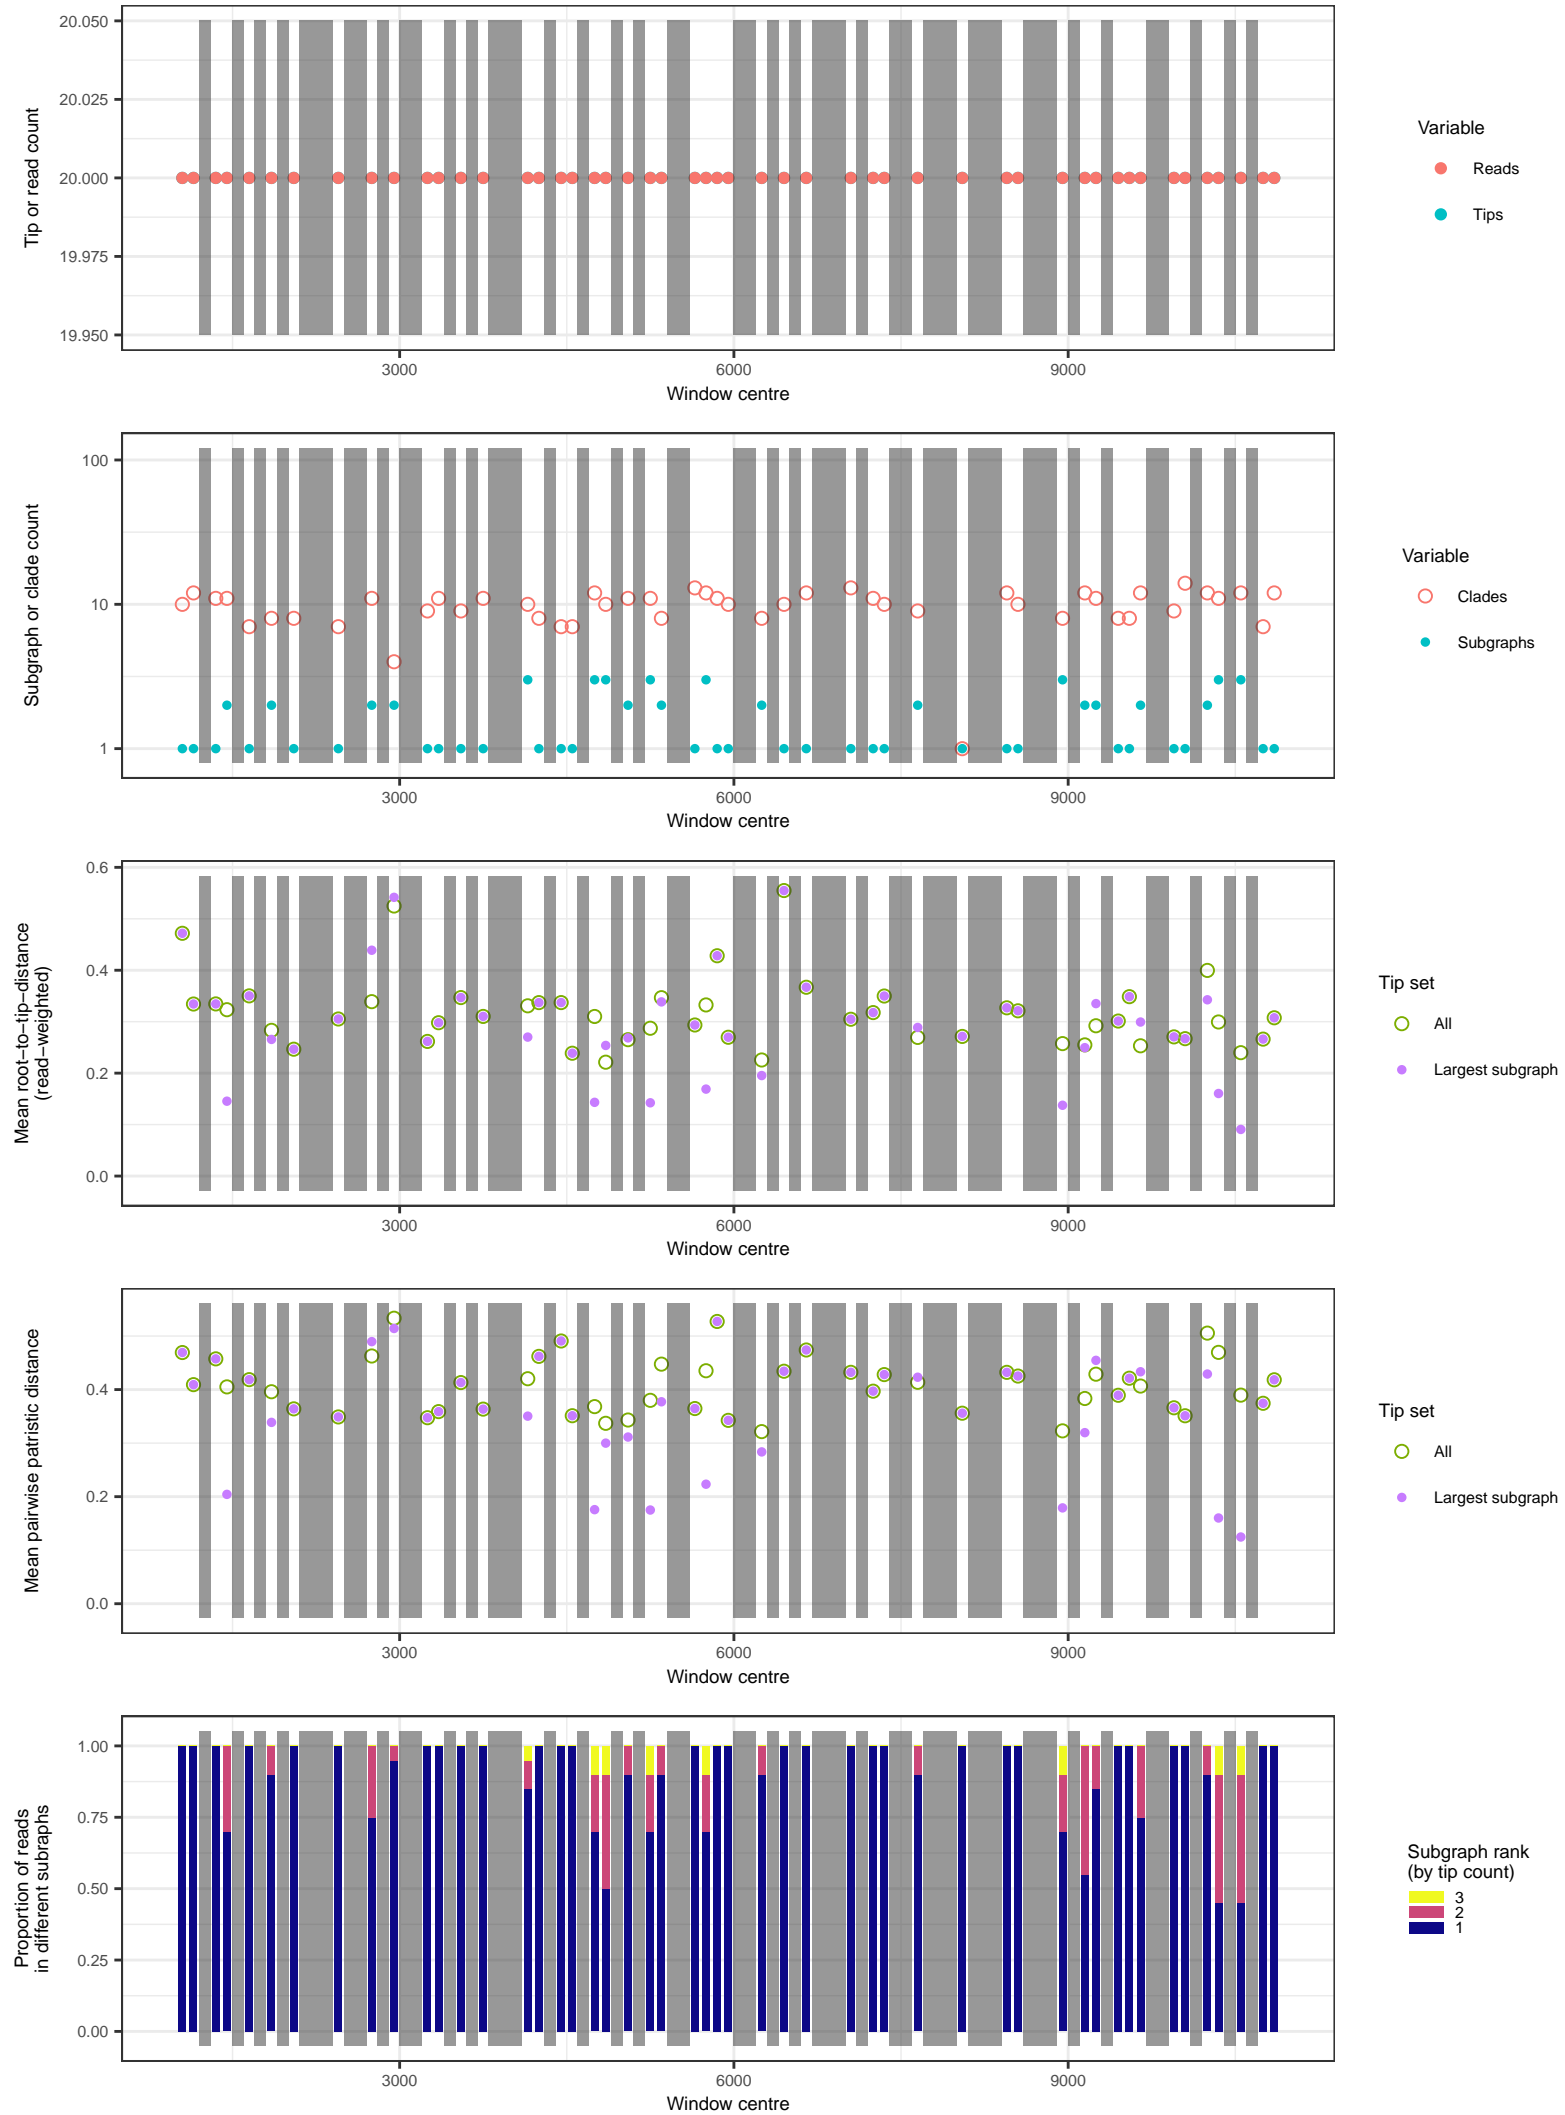 20.050
20.025
20.000
19.975
19.950
Tip or read count
3000
6000
9000
Window centre
Variable
Reads
Tips
100
10
1
Subgraph or clade count
3000
6000
9000
Window centre
Variable
Clades
Subgraphs
0.6
0.4
0.2
0.0
Mean root−to−tip−distance
(read−weighted)
3000
6000
9000
Window centre
Tip set
All
Largest subgraph
0.4
0.2
0.0
Mean pairwise patristic distance
3000
6000
9000
Window centre
Tip set
All
Largest subgraph
1.00
0.75
0.50
0.25
0.00
Proportion of reads
in different subraphs
3000
6000
9000
Window centre
Subgraph rank
(by tip count)
3
2
1